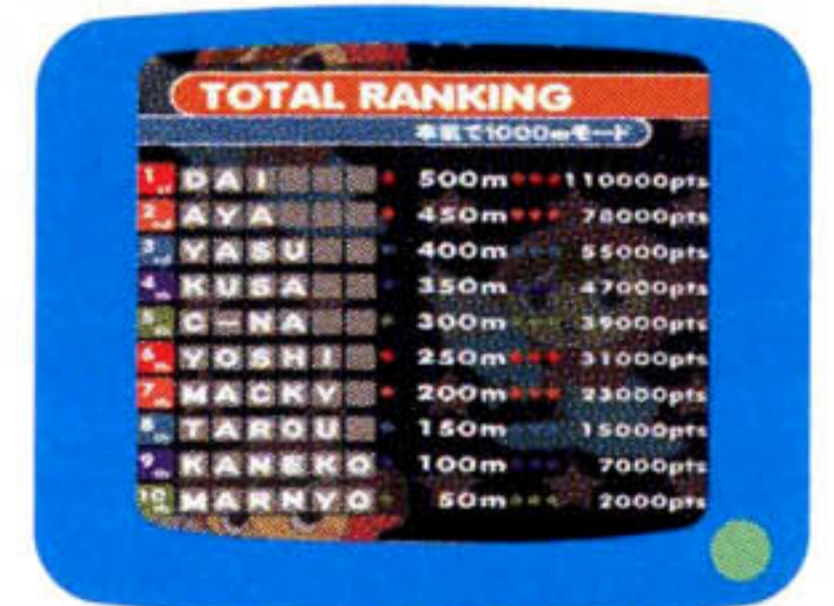 TOTAL RANKING
本気で1000mモード
1st DAI 500m 110000pts
2nd AYA 450m 78000pts
3rd YASU 400m 55000pts
4th KUSA 350m 47000pts
5th C-NA 300m 39000pts
6th YOSHI 250m 31000pts
7th MACKY 200m 23000pts
8th TAROU 150m 15000pts
9th KANEKO 100m 7000pts
10th MARNYO 50m 2000pts